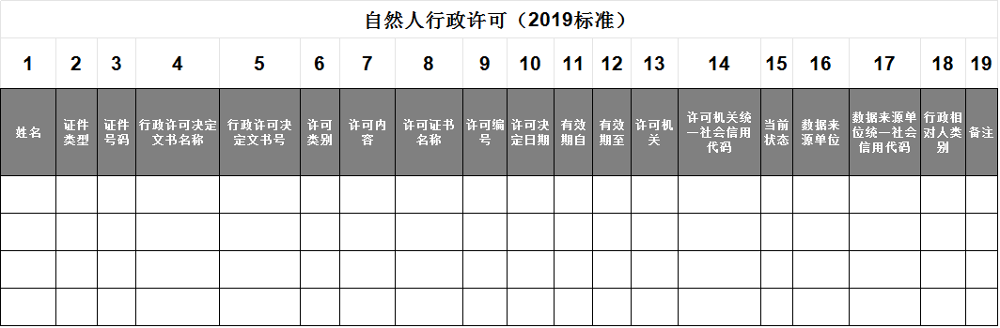 自然人行政许可（2019标准）
1 2 3 4 5 6 7 8 9 10 11 12 13 14 15 16 17 18 19
姓名
证件
类型
证件
号码
行政许可决定
文书名称
行政许可决
定文书号
许可
类别
许可内
容
许可证书
名称
许可编
号
许可决
定日期
有效
期自
有效
期至
许可机
关
许可机关统
一社会信用
代码
当前
状态
数据来
源单位
数据来源单
位统一社会
信用代码
行政相
对人类
别
备注